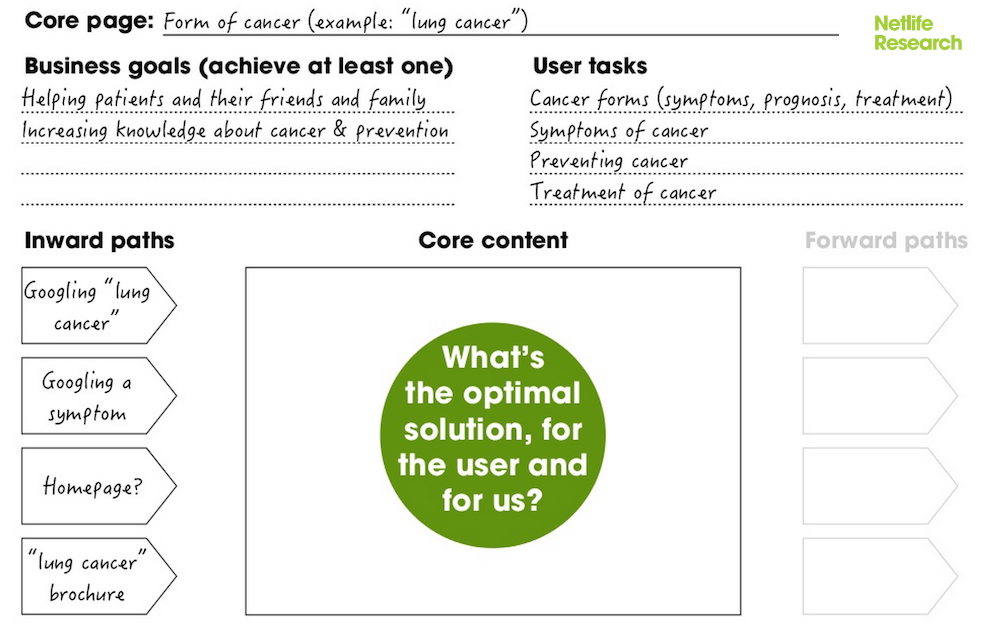 Core page: Form of cancer (example: “lung cancer”)
Netlife
Research
Business goals (achieve at least one)
Helping patients and their friends and family
Increasing knowledge about cancer & prevention
User tasks
Cancer forms (symptoms, prognosis, treatment)
Symptoms of cancer
Preventing cancer
Treatment of cancer
Inward paths
Googling “lung
cancer”
Googling a
symptom
Homepage?
“lung cancer”
brochure
Core content
What’s
the optimal
solution, for
the user and
for us?
Forward paths